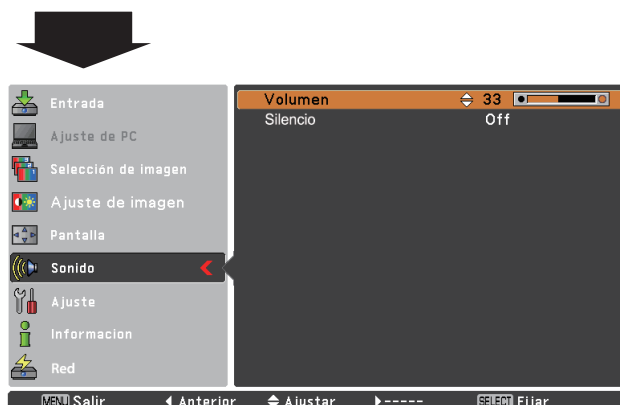 Entrada
Ajuste de PC
Selección de imagen
Ajuste de imagen
Pantalla
Sonido
Ajuste
Informacion
Red
Volumen 33
Silencio Off
MENU Salir Anterior Ajustar ----- SELECT Fijar